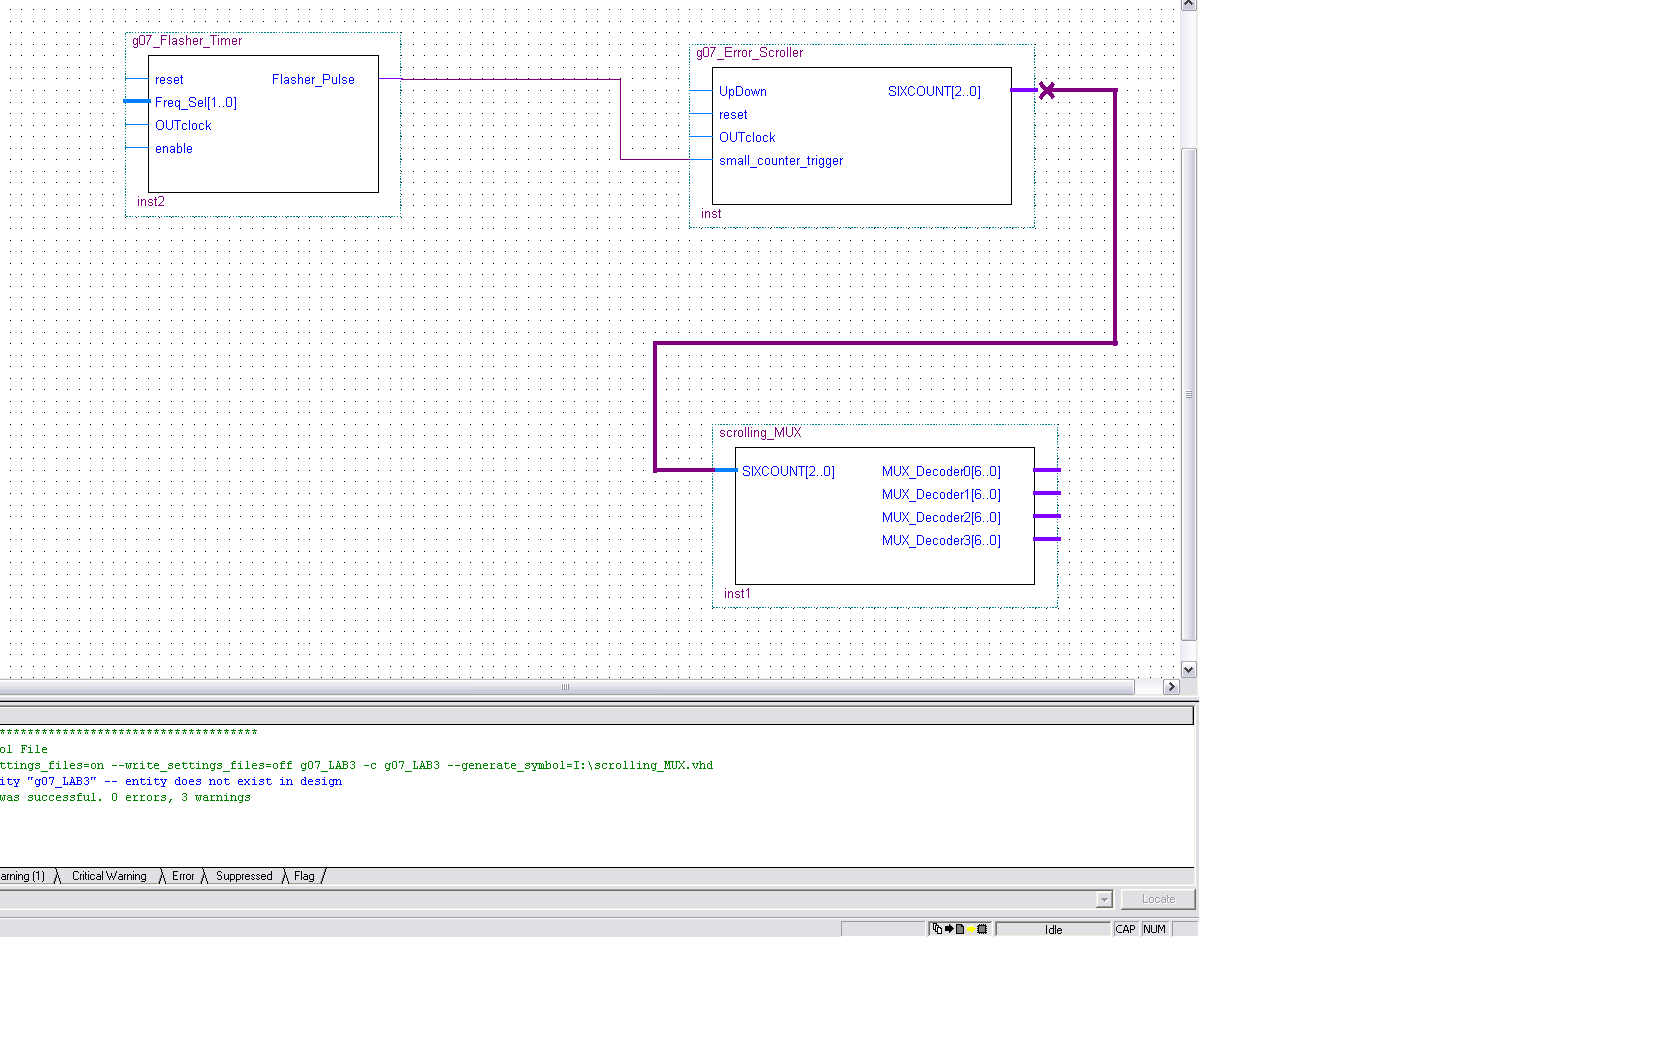 g07_Flasher_Timer
reset
Flasher_Pulse
Freq_Sel[1..0]
OUTclock
enable
inst2
g07_Error_Scroller
UpDown
SIXCOUNT[2..0]
reset
OUTclock
small_counter_trigger
inst
scrolling_MUX
SIXCOUNT[2..0]
MUX_Decoder0[6..0]
MUX_Decoder1[6..0]
MUX_Decoder2[6..0]
MUX_Decoder3[6..0]
inst1
*************************************
ol File
ttings_files=on --write_settings_files=off g07_LAB3 -c g07_LAB3 --generate_symbol=I:\scrolling_MUX.vhd
ity "g07_LAB3" -- entity does not exist in design
was successful. 0 errors, 3 warnings
arning (1) Critical Warning Error Suppressed Flag
Locate
Idle CAP NUM